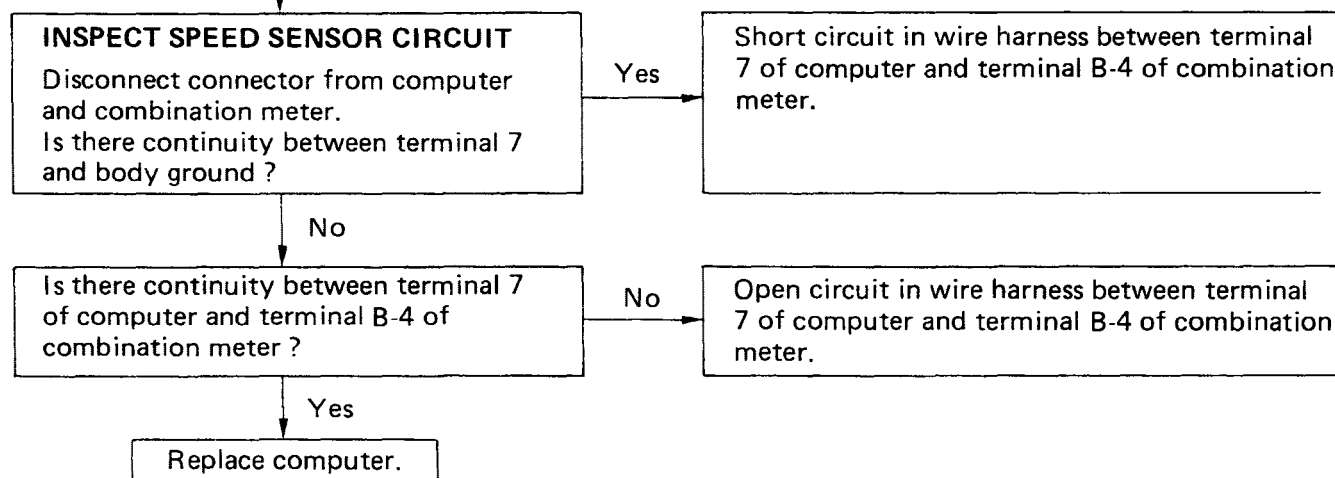 INSPECT SPEED SENSOR CIRCUIT
Disconnect connector from computer
and combination meter.
Is there continuity between terminal 7
and body ground ?
Yes
Short circuit in wire harness between terminal
7 of computer and terminal B-4 of combination
meter.
No
Is there continuity between terminal 7
of computer and terminal B-4 of
combination meter ?
No
Open circuit in wire harness between terminal
7 of computer and terminal B-4 of combination
meter.
Yes
Replace computer.